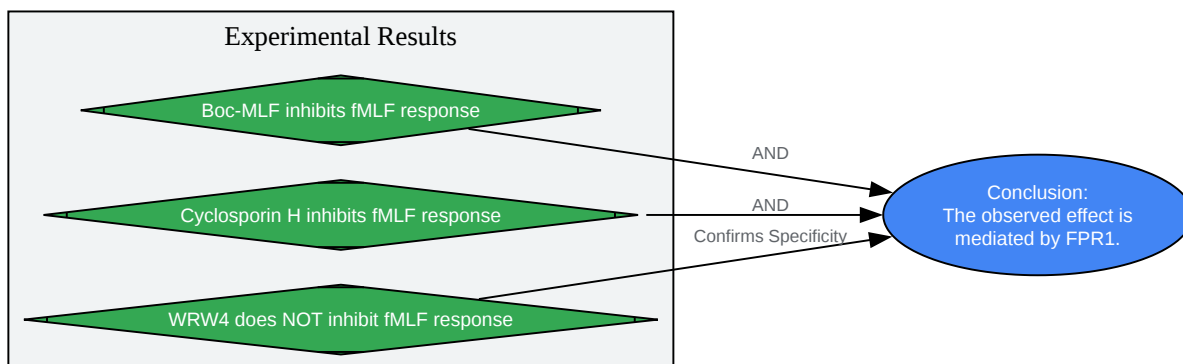 Experimental Results
Boc-MLF inhibits fMLF response
AND
Cyclosporin H inhibits fMLF response
AND
Confirms Specificity
WRW4 does NOT inhibit fMLF response
Conclusion:
The observed effect is
mediated by FPR1.